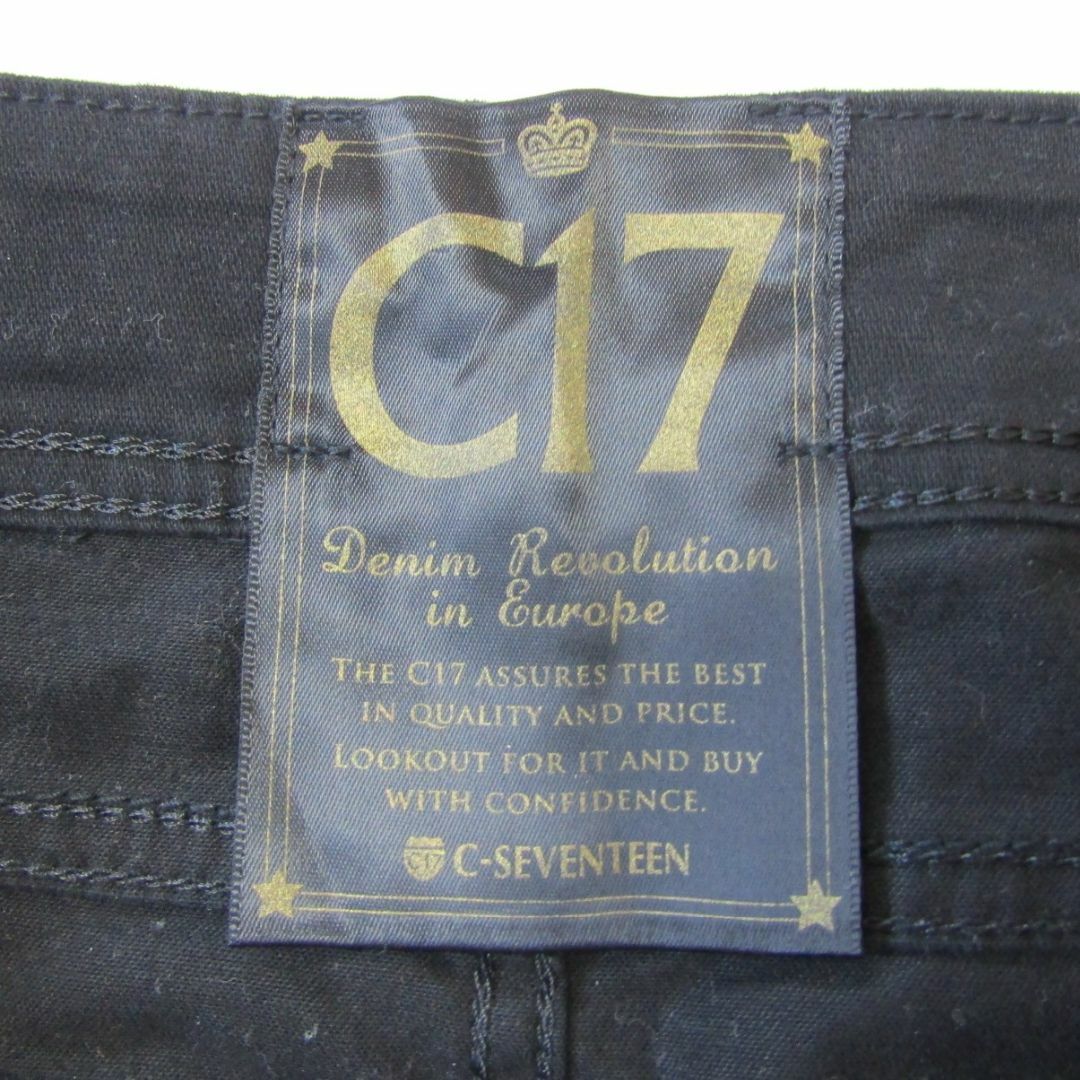 C17
Denim Revolution
in Europe
THE C17 ASSURES THE BEST
IN QUALITY AND PRICE.
LOOKOUT FOR IT AND BUY
WITH CONFIDENCE.
C-SEVENTEEN